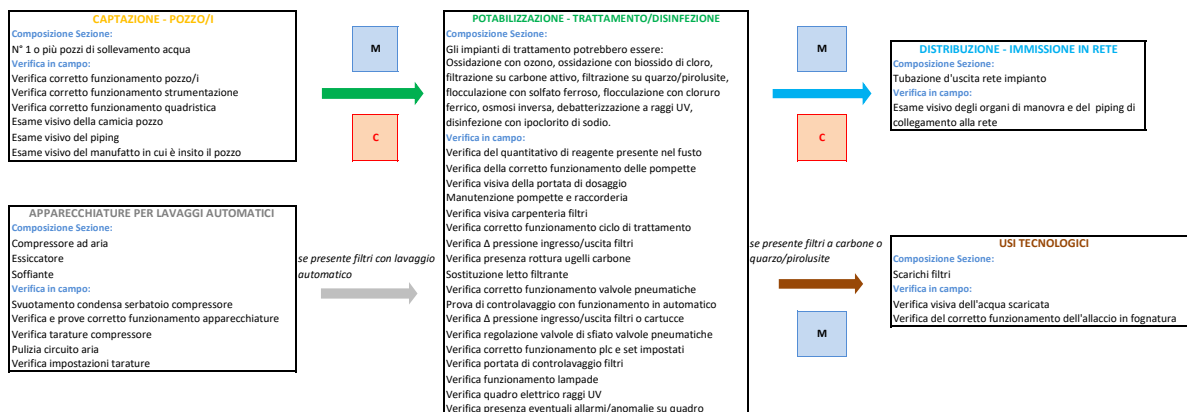 CAPTAZIONE - POZZO/I
Composizione Sezione:
N° 1 o più pozzi di sollevamento acqua
Verifica in campo:
Verifica corretto funzionamento pozzo/i
Verifica corretto funzionamento strumentazione
Verifica corretto funzionamento quadristica
Esame visivo della camicia pozzo
Esame visivo del piping
Esame visivo del manufatto in cui è insito il pozzo
M
C
POTABILIZZAZIONE - TRATTAMENTO/DISINFEZIONE
Composizione Sezione:
Gli impianti di trattamento potrebbero essere:
Ossidazione con ozono, ossidazione con biossido di cloro,
filtrazione su carbone attivo, filtrazione su quarzo/pirolusite,
flocculazione con solfato ferroso, flocculazione con cloruro
ferrico, osmosi inversa, debatterizzazione a raggi UV,
disinfezione con ipoclorito di sodio.
Verifica in campo:
Verifica del quantitativo di reagente presente nel fusto
Verifica della corretto funzionamento delle pompette
Verifica visiva della portata di dosaggio
Manutenzione pompette e raccorderia
Verifica visiva carpenteria filtri
Verifica corretto funzionamento ciclo di trattamento
Verifica Δ pressione ingresso/uscita filtri
Verifica presenza rottura ugelli carbone
Sostituzione letto filtrante
Verifica corretto funzionamento valvole pneumatiche
Prova di controlavaggio con funzionamento in automatico
Verifica Δ pressione ingresso/uscita filtri o cartucce
Verifica regolazione valvole di sfiato valvole pneumatiche
Verifica corretto funzionamento plc e set impostati
Verifica portata di controlavaggio filtri
Verifica funzionamento lampade
Verifica quadro elettrico raggi UV
Verifica presenza eventuali allarmi/anomalie su quadro
M
C
DISTRIBUZIONE - IMMISSIONE IN RETE
Composizione Sezione:
Tubazione d'uscita rete impianto
Verifica in campo:
Esame visivo degli organi di manovra e del piping di
collegamento alla rete
APPARECCHIATURE PER LAVAGGI AUTOMATICI
Composizione Sezione:
Compressore ad aria
Essiccatore
Soffiante
Verifica in campo:
Svuotamento condensa serbatoio compressore
Verifica e prove corretto funzionamento apparecchiature
Verifica tarature compressore
Pulizia circuito aria
Verifica impostazioni tarature
se presente filtri con lavaggio
automatico
se presente filtri a carbone o
quarzo/pirolusite
M
USI TECNOLOGICI
Composizione Sezione:
Scarichi filtri
Verifica in campo:
Verifica visiva dell'acqua scaricata
Verifica del corretto funzionamento dell'allaccio in fognatura